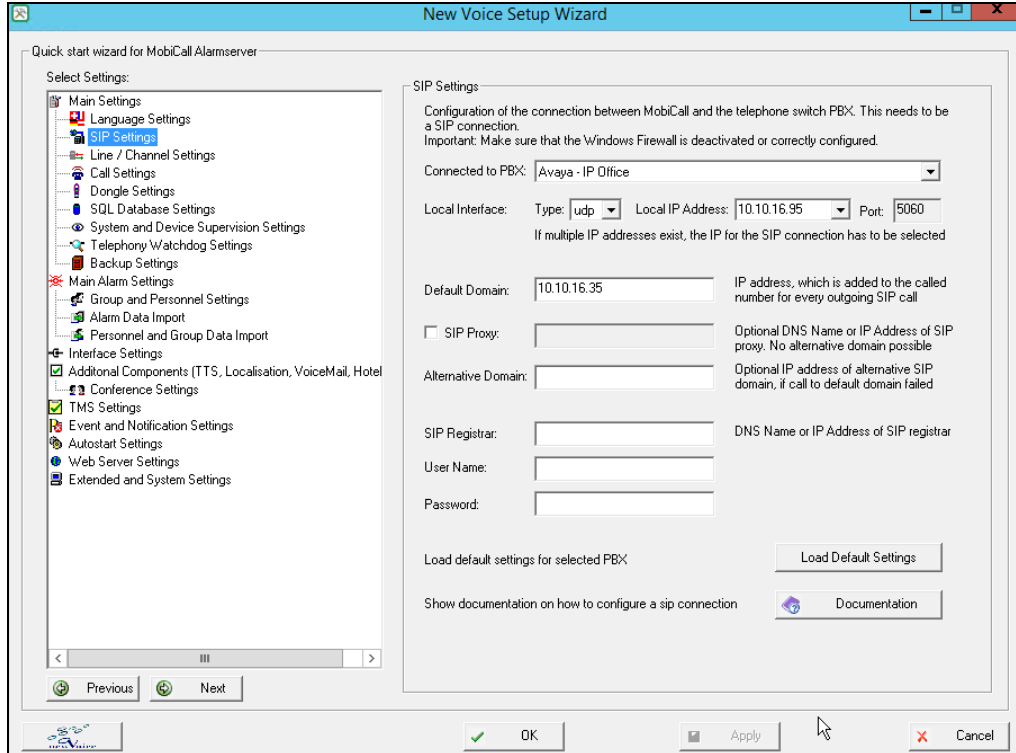 New Voice Setup Wizard
Quick start wizard for MobiCall Alarmserver
Select Settings:
Main Settings
Language Settings
SIP Settings
Line / Channel Settings
Call Settings
Dongle Settings
SQL Database Settings
System and Device Supervision Settings
Telephony Watchdog Settings
Backup Settings
Main Alarm Settings
Group and Personnel Settings
Alarm Data Import
Personnel and Group Data Import
Interface Settings
Additonal Components (TTS, Localisation, VoiceMail, Hotel
Conference Settings
TMS Settings
Event and Notification Settings
Autostart Settings
Web Server Settings
Extended and System Settings
Previous
Next
SIP Settings
Configuration of the connection between MobiCall and the telephone switch PBX. This needs to be
a SIP connection.
Important: Make sure that the Windows Firewall is deactivated or correctly configured.
Connected to PBX: Avaya - IP Office
Local Interface: Type: udp Local IP Address: 10.10.16.95 Port: 5060
If multiple IP addresses exist, the IP for the SIP connection has to be selected
Default Domain: 10.10.16.35 IP address, which is added to the called
number for every outgoing SIP call
SIP Proxy: Optional DNS Name or IP Address of SIP
proxy. No alternative domain possible
Alternative Domain: Optional IP address of alternative SIP
domain, if call to default domain failed
SIP Registrar: DNS Name or IP Address of SIP registrar
User Name:
Password:
Load default settings for selected PBX Load Default Settings
Show documentation on how to configure a sip connection Documentation
newVoice OK Apply Cancel